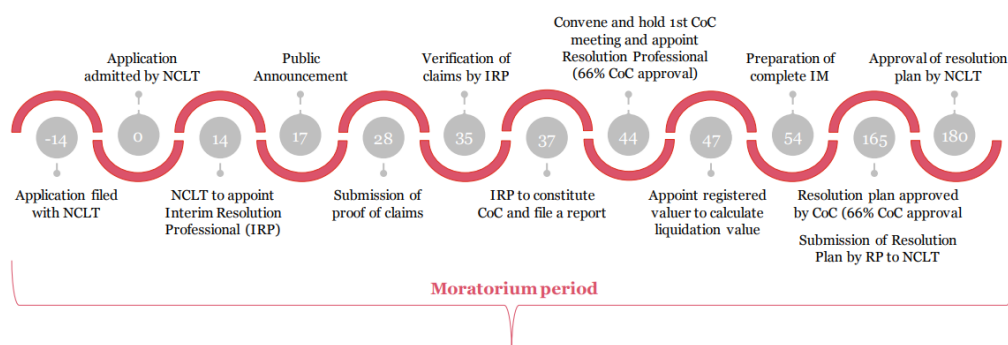 Application
admitted by NCLT
Public
Announcement
Verification of
claims by IRP
Convene and hold 1st CoC
meeting and appoint
Resolution Professional
(66% CoC approval)
Preparation of
complete IM
Approval of resolution
plan by NCLT
-14
0
14
17
28
35
37
44
47
54
165
180
Application filed
with NCLT
NCLT to appoint
Interim Resolution
Professional (IRP)
Submission of
proof of claims
IRP to constitute
CoC and file a report
Appoint registered
valuer to calculate
liquidation value
Resolution plan approved
by CoC (66% CoC approval
Submission of Resolution
Plan by RP to NCLT
Moratorium period